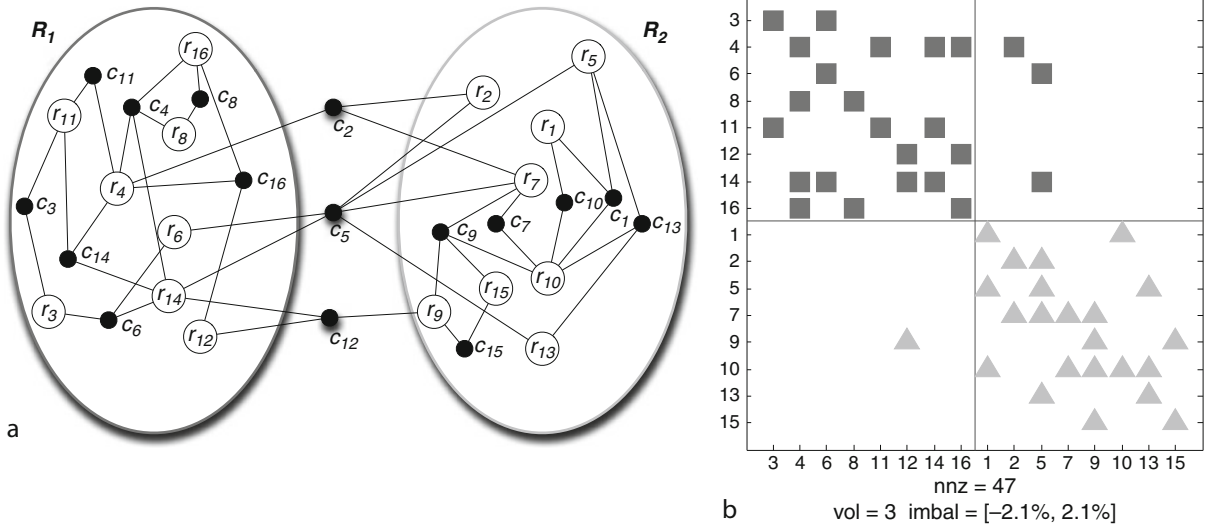 R1
R2
r16
c11
c4
c8
r11
r8
r4
c16
c3
r6
c14
r14
r3
c6
r12
c2
c5
c12
r5
r2
r1
r7
c10
c1
c13
c7
c9
r10
r15
r9
c15
r13
a
3
4
6
8
11
12
14
16
1
2
5
7
9
10
13
15
3 4 6 8 11 12 14 16 1 2 5 7 9 10 13 15
nnz = 47
vol = 3 imbal = [–2.1%, 2.1%]
b